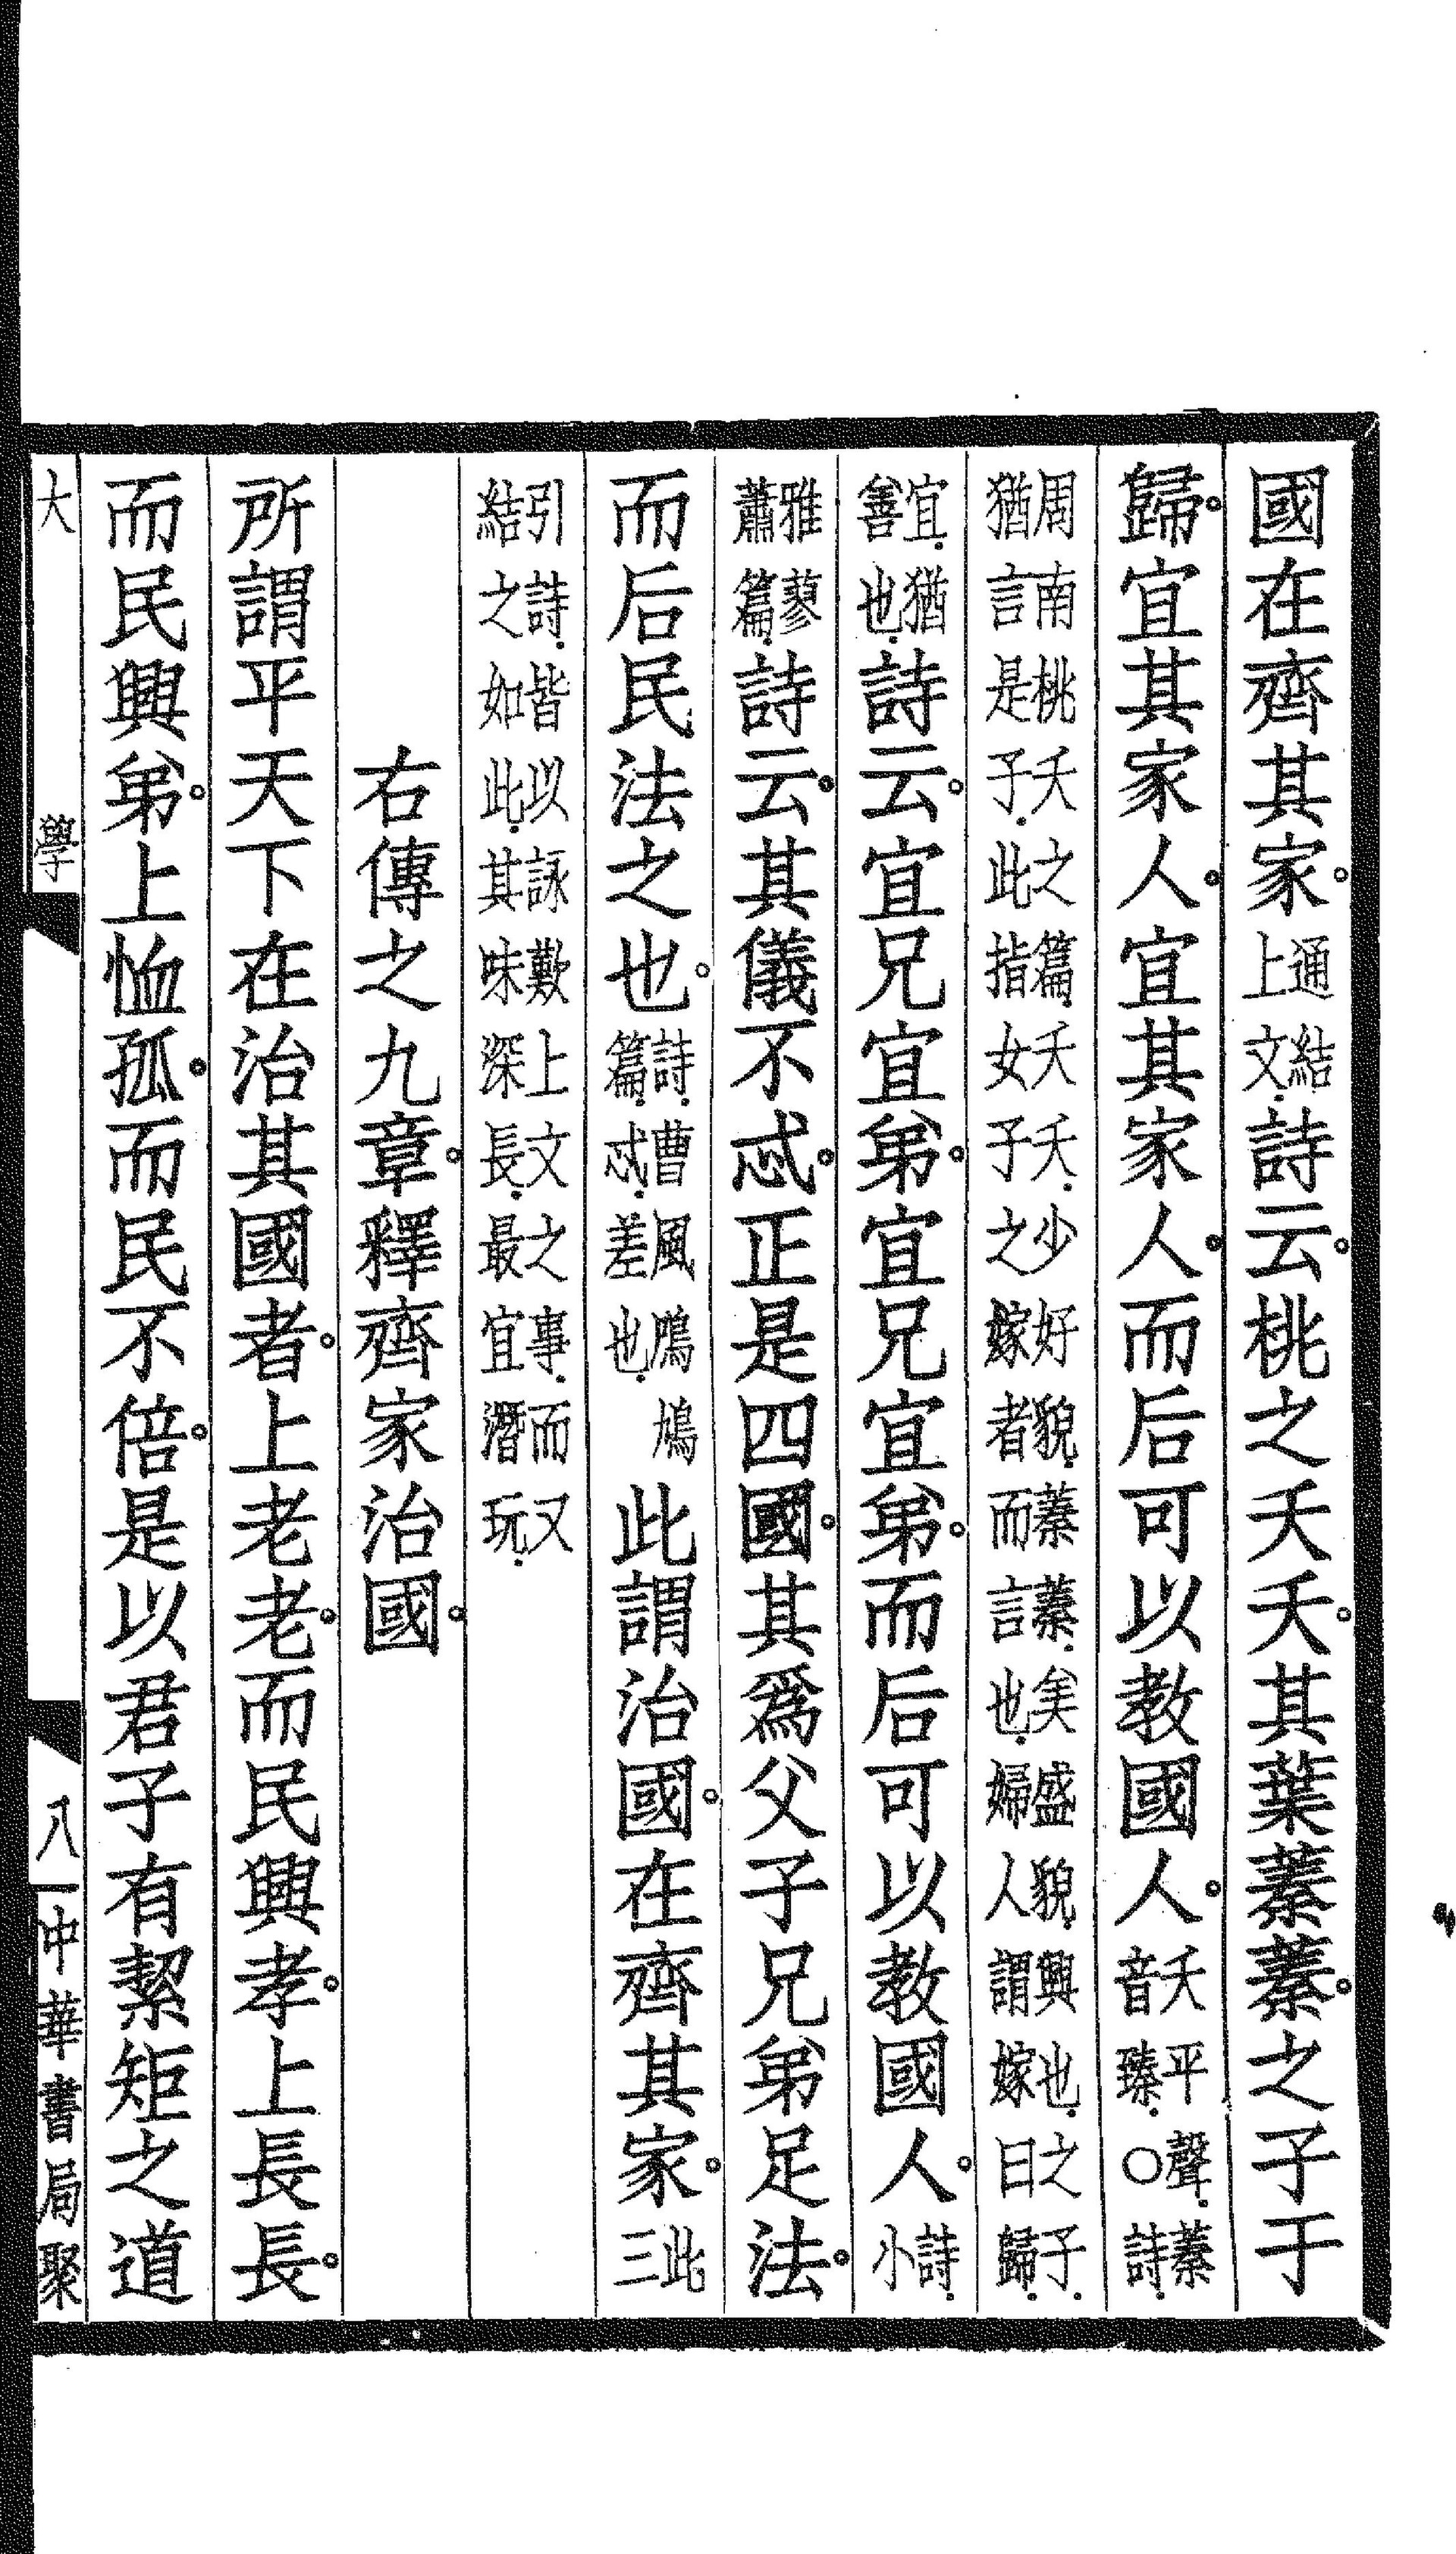 國在齊其家。通結上文.詩云。桃之夭夭。其葉蓁蓁。之子于
歸。宜其家人。宜其家人。而后可以教國人。夭平聲.蓁音臻.○詩.
周南桃夭之篇.夭夭.少好貌.蓁蓁.美盛貌.興也.之子.猶言是子.此指女子之嫁者而言也.婦人謂嫁曰歸.
宜.猶善也.詩云。宜兄宜弟。宜兄宜弟。而后可以教國人。詩.小
雅蓼蕭篇.詩云。其儀不忒。正是四國。其爲父子兄弟足法。
而后民法之也。詩.曹風鳲鳩篇.忒.差也.此謂治國。在齊其家。此三
引詩.皆以詠歎上文之事.而又結之如此.其味深長.最宜潛玩.
右傳之九章。釋齊家治國。
所謂平天下在治其國者。上老老。而民興孝。上長長。
而民興弟。上恤孤。而民不倍。是以君子有絜矩之道
大學 八 中華書局聚